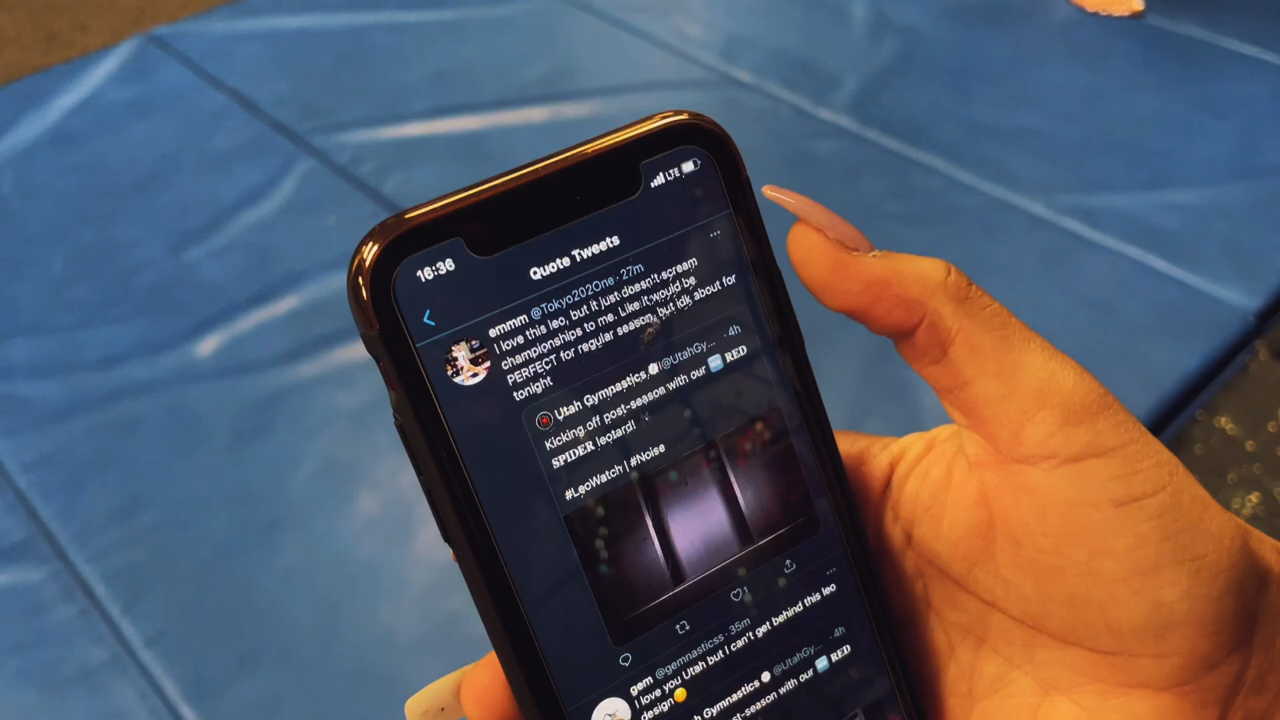 16:36
LTE
Quote Tweets
emmm @Tokyo202One · 27m
I love this leo, but it just doesn't scream
championships to me. Like it would be
PERFECT for regular season, but idk about for
tonight
Utah Gymnastics @UtahGy... · 4h
Kicking off post-season with our RED
SPIDER leotard!
#LeoWatch | #Noise
1
gem @gemnasticss · 35m
I love you Utah but I can't get behind this leo
design
Gymnastics @UtahGy... · 4h
post-season with our RED